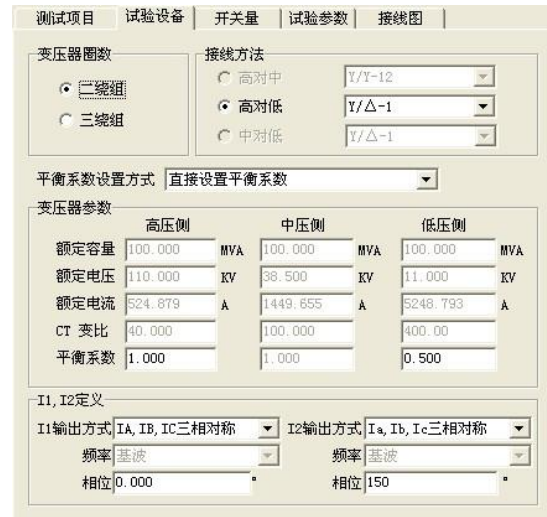 测试项目 试验设备 开关量 试验参数 接线图
变压器圈数 接线方法
二绕组 高对中 Y/Y-12
三绕组 高对低 Y/△-1
中对低 Y/△-1
平衡系数设置方式 直接设置平衡系数
变压器参数
高压侧 中压侧 低压侧
额定容量 100.000 MVA 100.000 MVA 100.000 MVA
额定电压 110.000 KV 38.500 KV 11.000 KV
额定电流 524.879 A 1449.655 A 5248.793 A
CT 变比 40.000 100.000 400.00
平衡系数 1.000 1.000 0.500
I1,I2定义
I1输出方式 IA,IB,IC三相对称 I2输出方式 Ia,Ib,Ic三相对称
频率 基波 频率 基波
相位 0.000 ° 相位 150 °